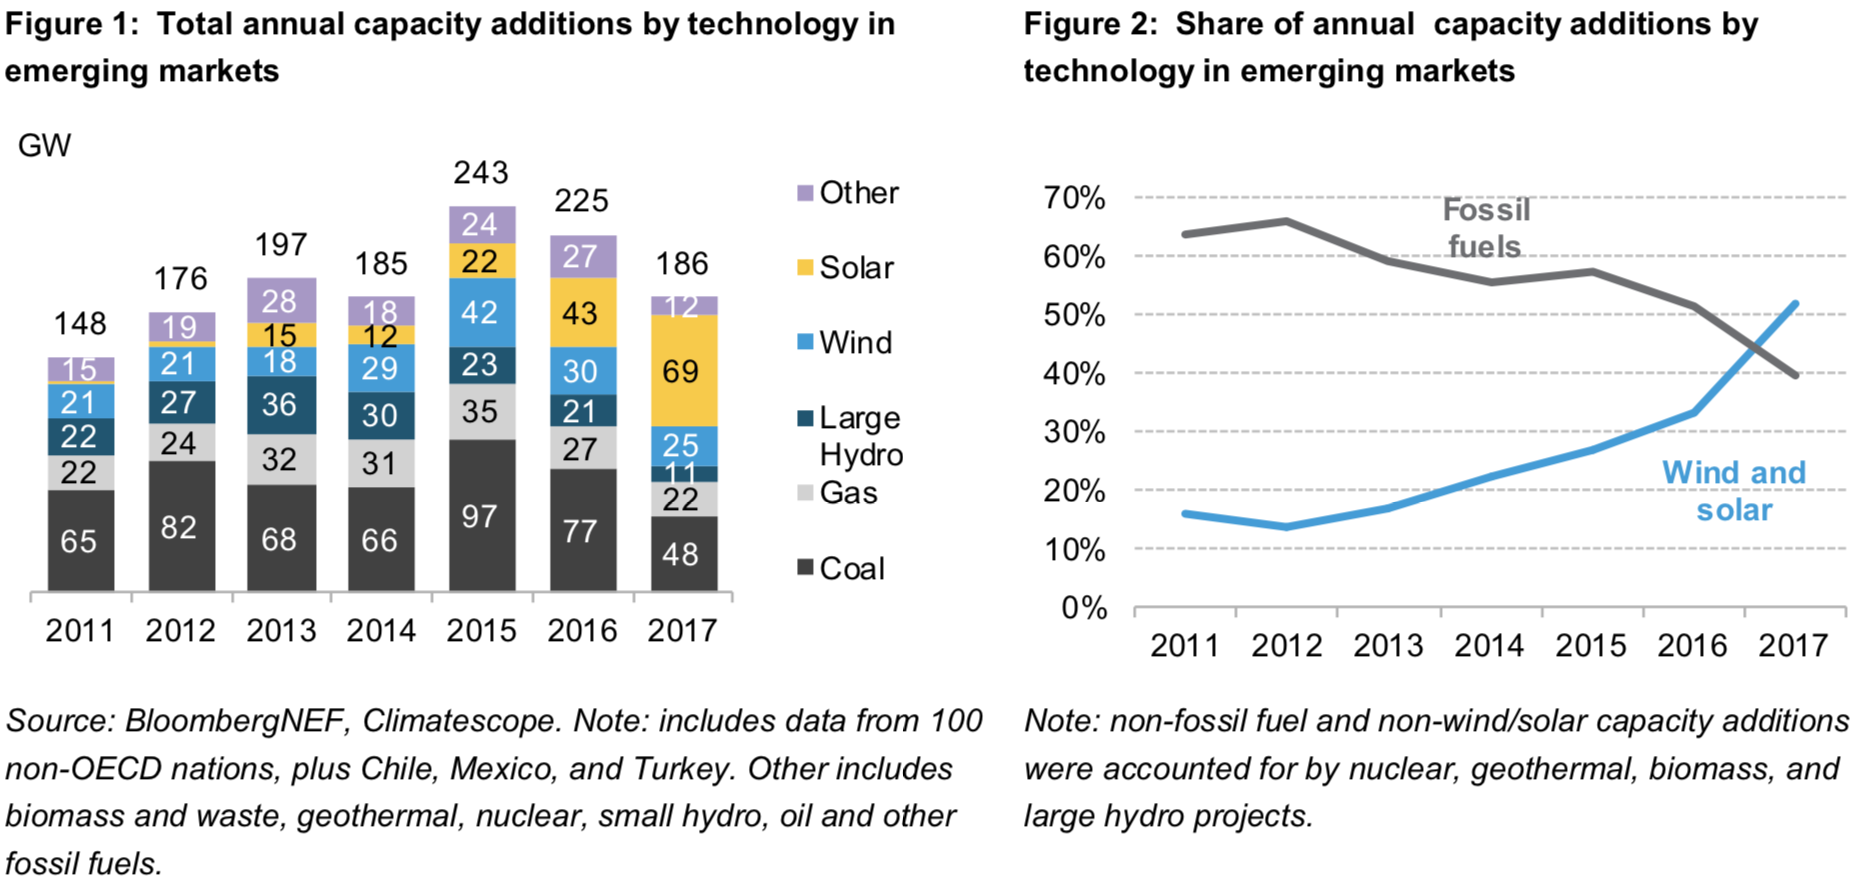 Figure 1:  Total annual capacity additions by technology in
emerging markets
GW
148
176
197
185
243
225
186
15
21
22
22
65
19
21
27
24
82
28
15
18
36
32
68
18
12
29
30
31
66
24
22
42
23
35
97
27
43
30
21
27
77
12
69
25
11
22
48
2011 2012 2013 2014 2015 2016 2017
Other
Solar
Wind
Large
Hydro
Gas
Coal
Source: BloombergNEF, Climatescope. Note: includes data from 100
non-OECD nations, plus Chile, Mexico, and Turkey. Other includes
biomass and waste, geothermal, nuclear, small hydro, oil and other
fossil fuels.
Figure 2:  Share of annual  capacity additions by
technology in emerging markets
70%
60%
50%
40%
30%
20%
10%
0%
Fossil
fuels
Wind and
solar
2011 2012 2013 2014 2015 2016 2017
Note: non-fossil fuel and non-wind/solar capacity additions
were accounted for by nuclear, geothermal, biomass, and
large hydro projects.